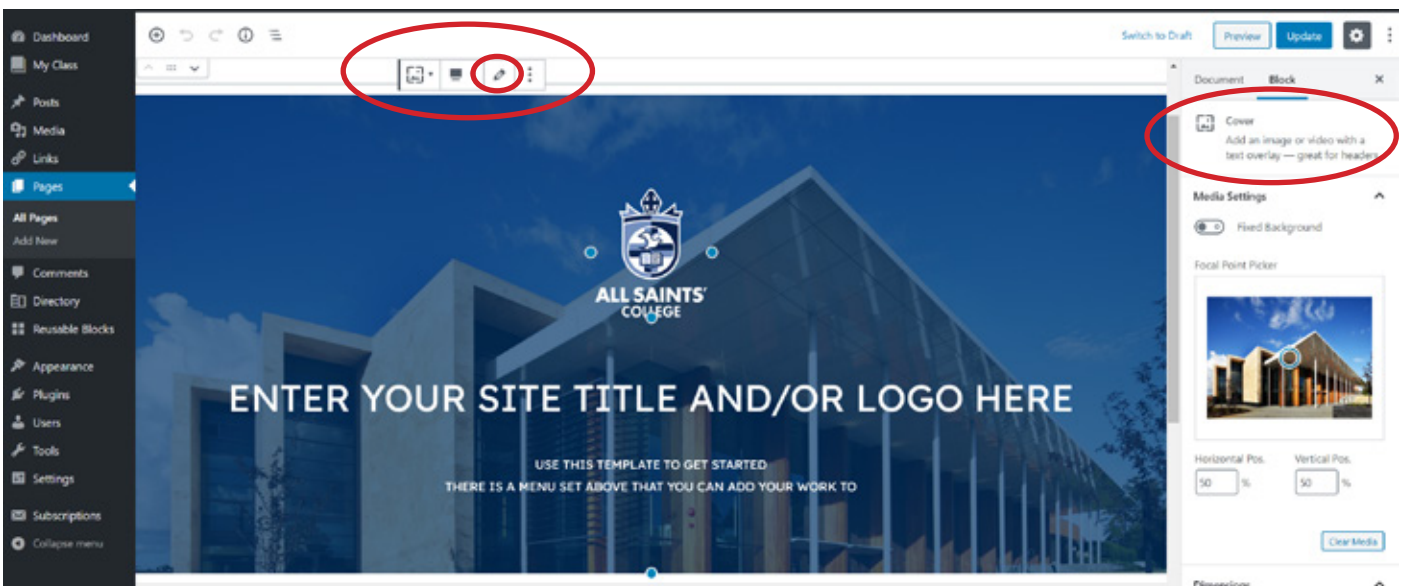 Dashboard
My Class
Posts
Media
Links
Pages
All Pages
Add New
Comments
Directory
Reusable Blocks
Appearance
Plugins
Users
Tools
Settings
Subscriptions
Collapse menu
Switch to Draft
Preview
Update
ALL SAINTS'
COLLEGE
ENTER YOUR SITE TITLE AND/OR LOGO HERE
USE THIS TEMPLATE TO GET STARTED
THERE IS A MENU SET ABOVE THAT YOU CAN ADD YOUR WORK TO
Document Block
Cover
Add an image or video with a
text overlay — great for headers
Media Settings
Fixed Background
Focal Point Picker
Horizontal Pos. Vertical Pos.
50 % 50 %
Clear Media
Dimensions